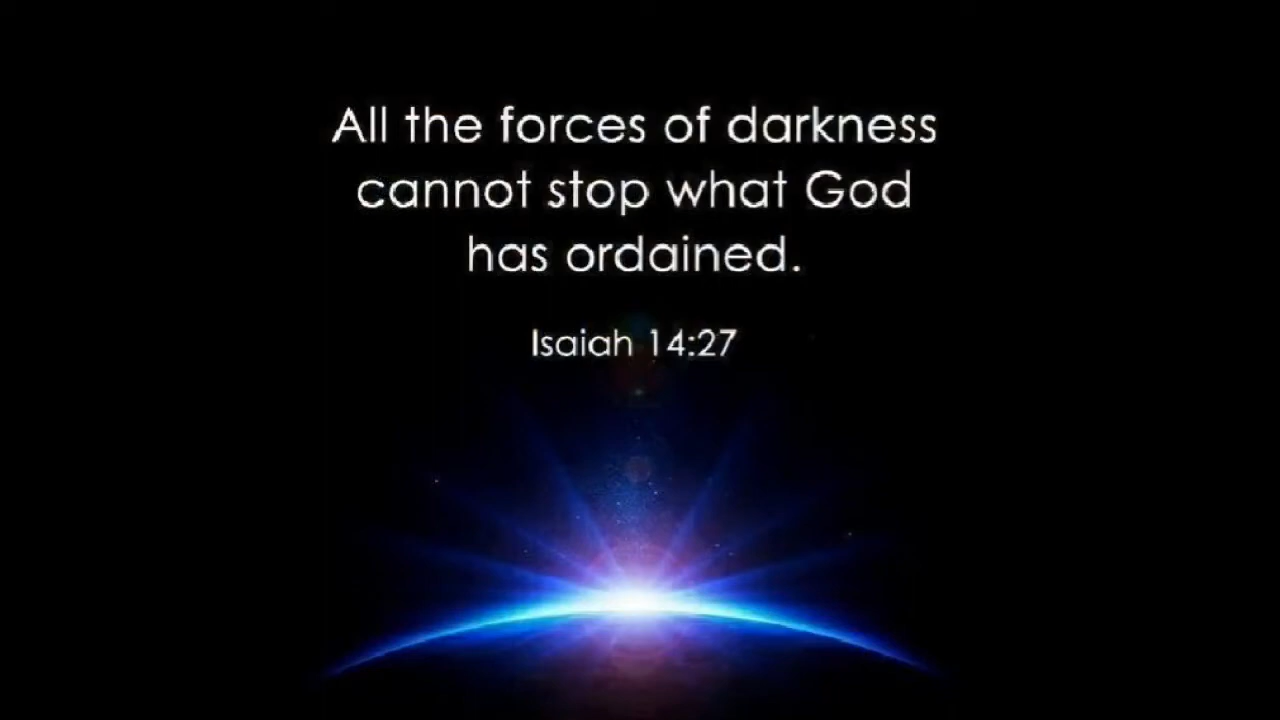 All the forces of darkness
cannot stop what God
has ordained.
Isaiah 14:27